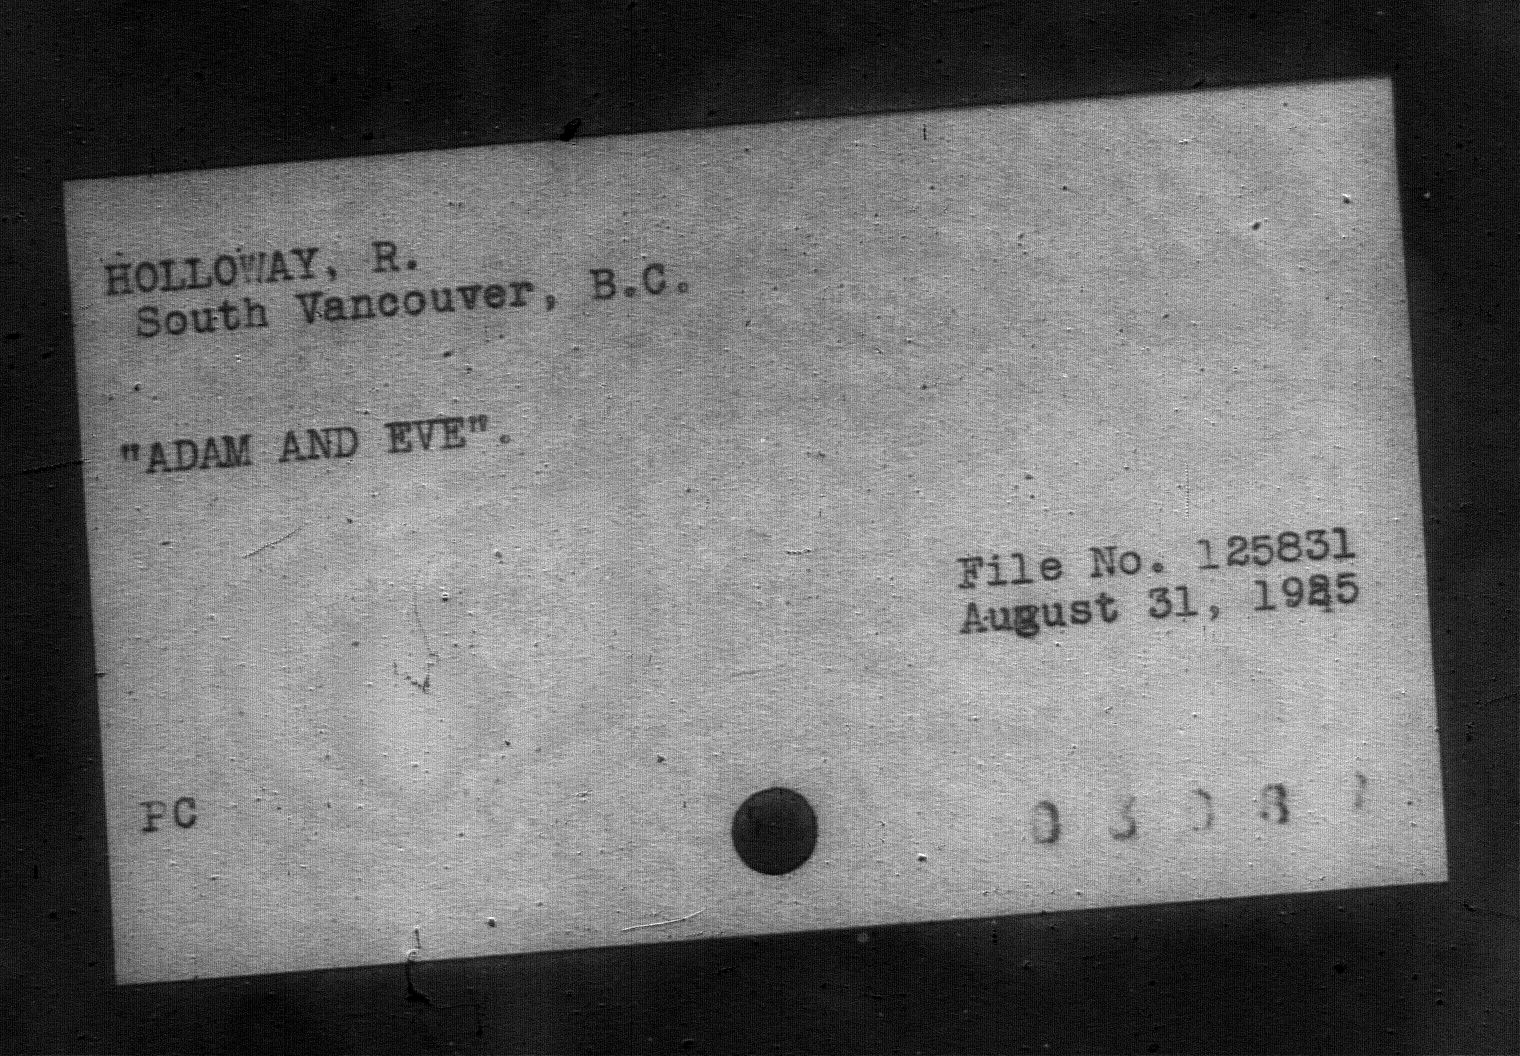 HOLLOWAY, R.
South Vancouver, B.C.
"ADAM AND EVE".
File No. 125831
August 31, 1925
PC